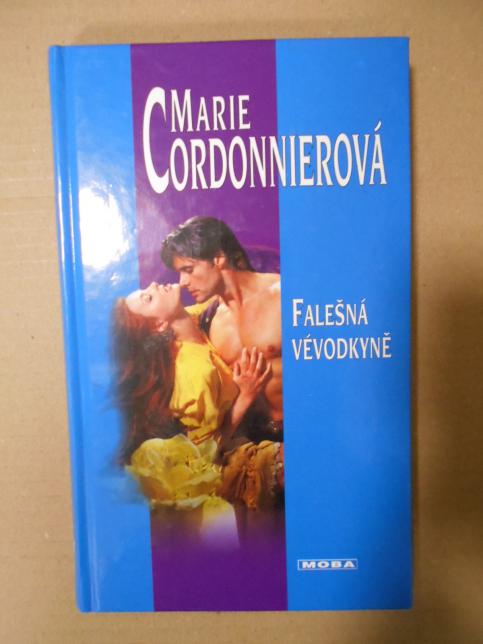 MARIE
CORDONNIEROVÁ
FALEŠNÁ
VÉVODKYNĚ
MOBA